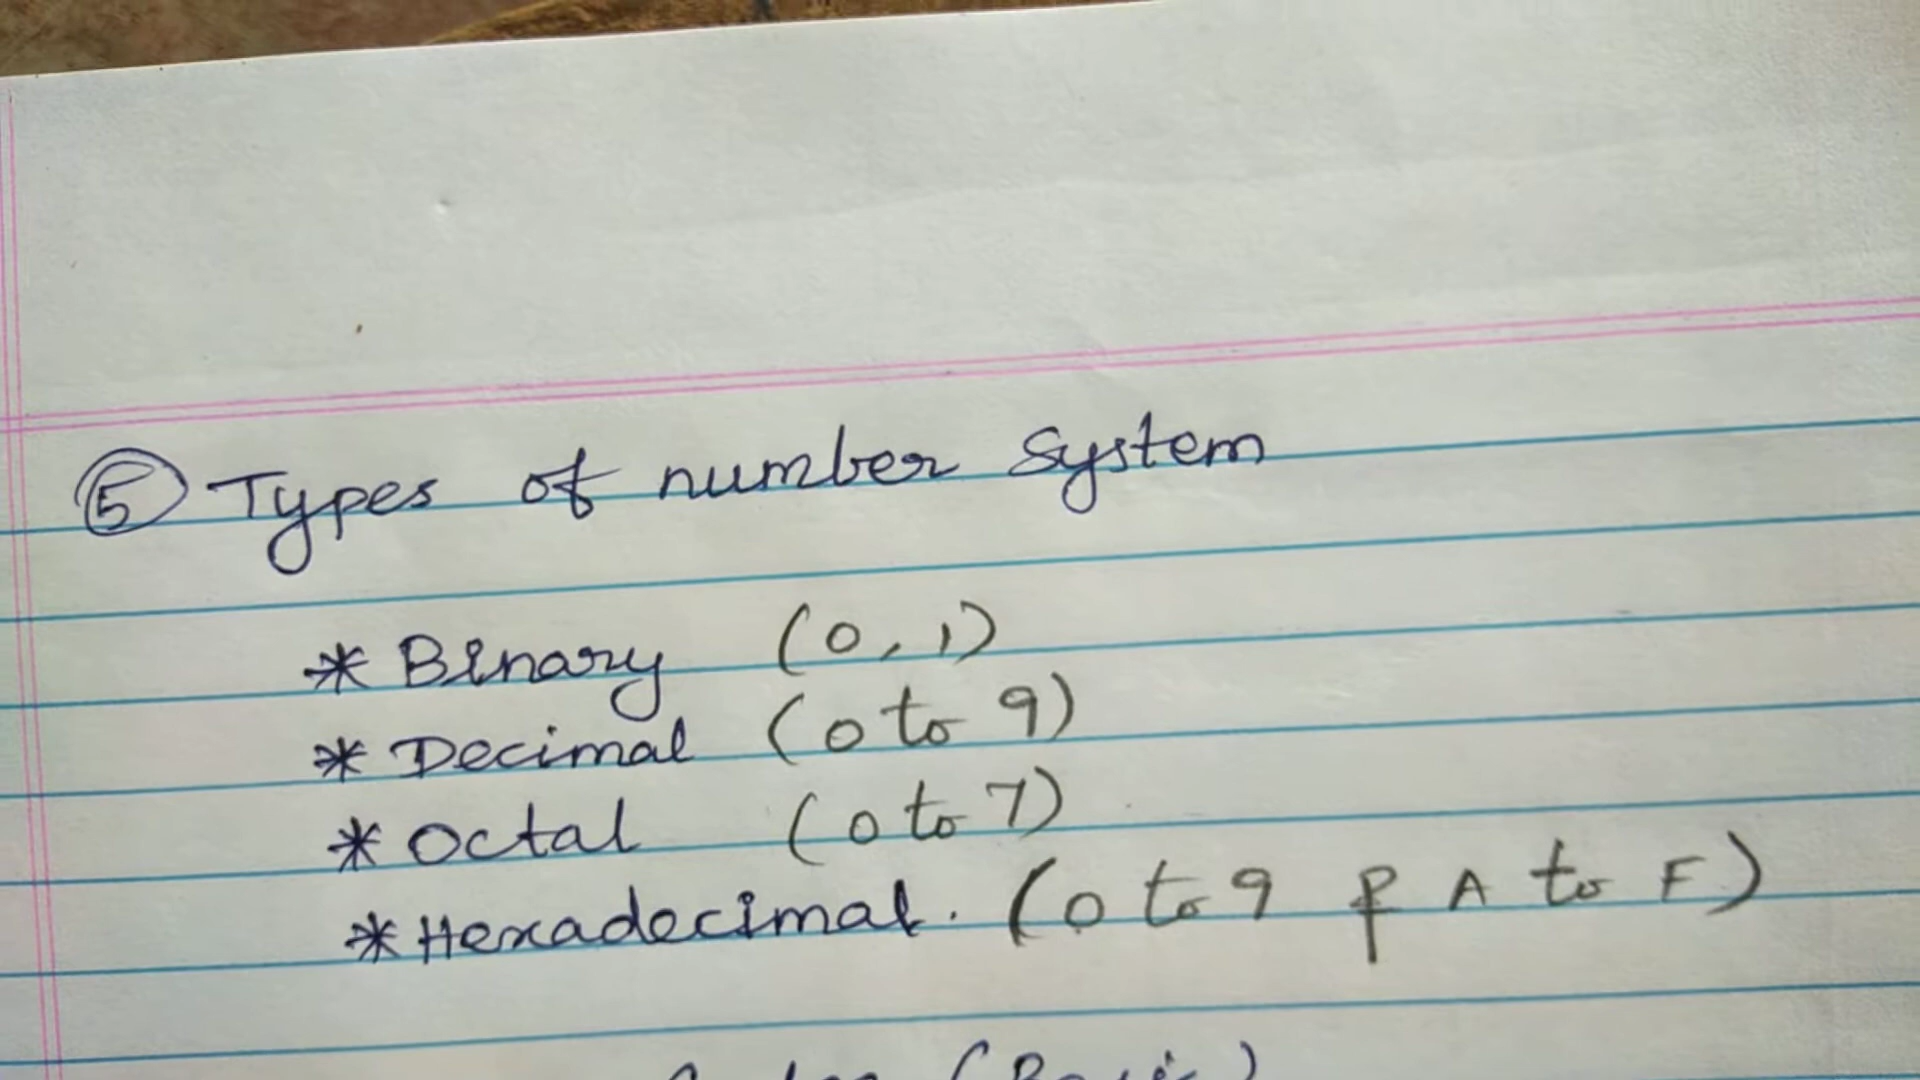 ⑤ Types of number System
* Binary (0, 1)
* Decimal (0 to 9)
* Octal (0 to 7)
* Hexadecimal. (0 to 9 & A to F)